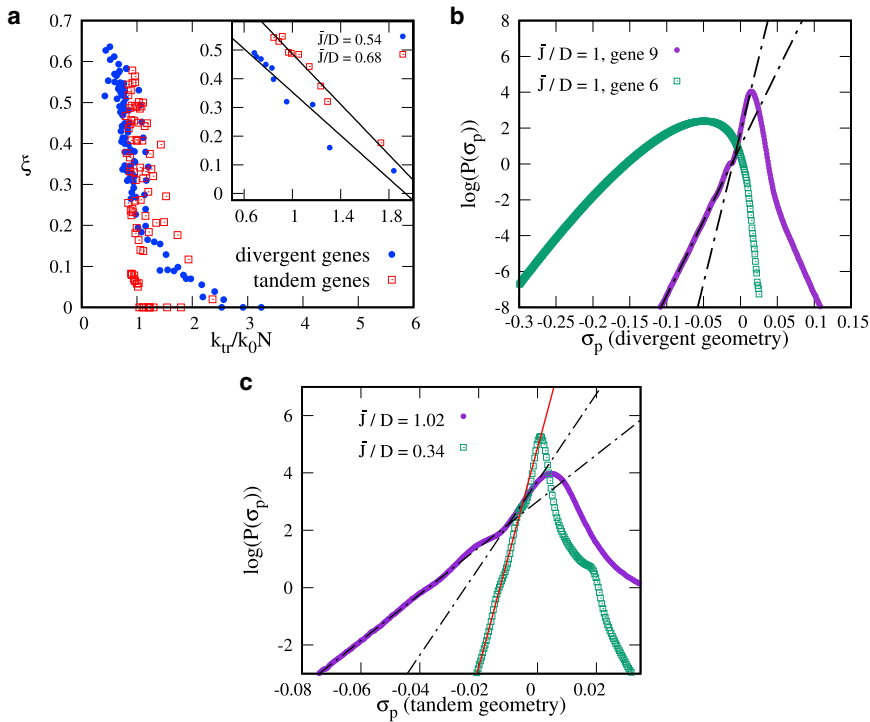 a
ξ
0.7
0.6
0.5
0.4
0.3
0.2
0.1
0
0 1 2 3 4 5 6
k_tr/k_0N
0.5
0.4
0.3
0.2
0.1
0
0.6 1 1.4 1.8
J̄/D = 0.54
J̄/D = 0.68
divergent genes
tandem genes
b
log(P(σ_p))
8
6
4
2
0
-2
-4
-6
-8
-0.3 -0.25 -0.2 -0.15 -0.1 -0.05 0 0.05 0.1 0.15
σ_p (divergent geometry)
J̄/D = 1, gene 9
J̄/D = 1, gene 6
c
log(P(σ_p))
6
4
2
0
-2
-0.08 -0.06 -0.04 -0.02 0 0.02
σ_p (tandem geometry)
J̄ / D = 1.02
J̄ / D = 0.34